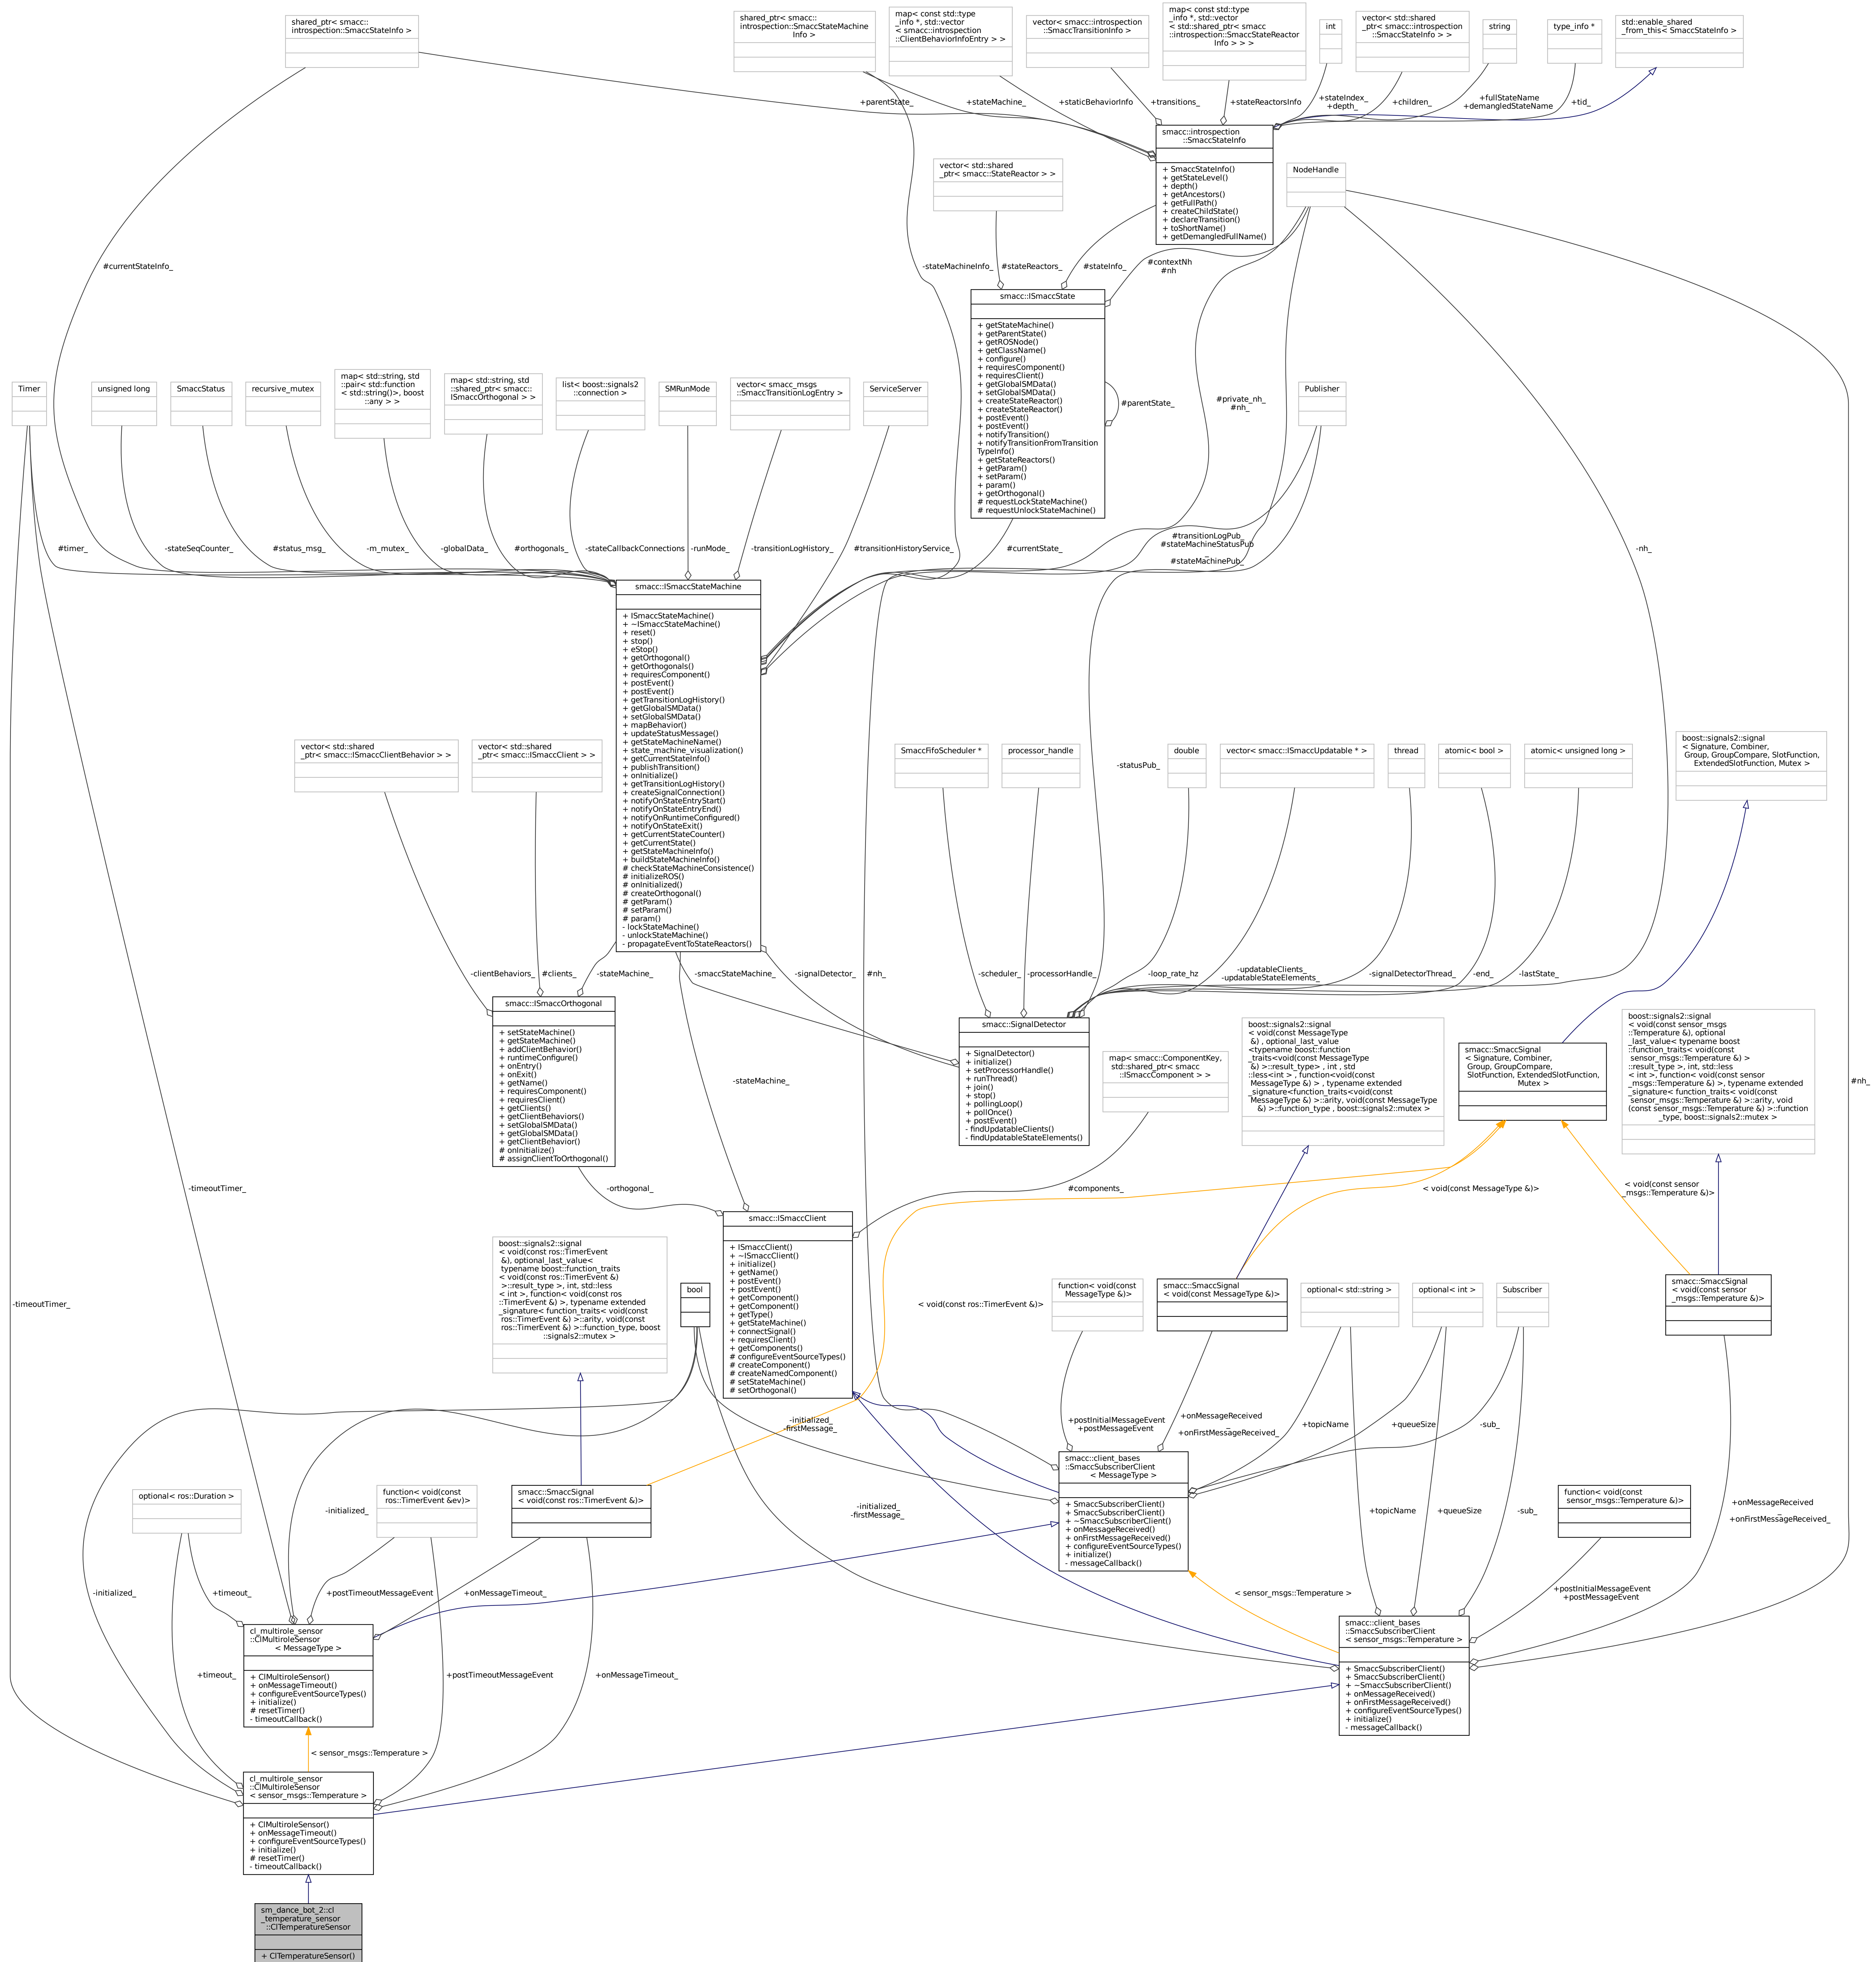 shared_ptr< smacc::
introspection::SmaccStateInfo >
shared_ptr< smacc::
introspection::SmaccStateMachine
Info >
map< const std::type
_info *, std::vector
< smacc::introspection
::ClientBehaviorInfoEntry > >
vector< smacc::introspection
::SmaccTransitionInfo >
map< const std::type
_info *, std::vector
< std::shared_ptr< smacc
::introspection::SmaccStateReactor
Info > > >
int
vector< std::shared
_ptr< smacc::introspection
::SmaccStateInfo > >
string
type_info *
std::enable_shared
_from_this< SmaccStateInfo >
+parentState_
+stateMachine_
+staticBehaviorInfo
+transitions_
+stateReactorsInfo
+stateIndex_
+depth_
+children_
+fullStateName
+demangledStateName
+tid_
smacc::introspection
::SmaccStateInfo
+ SmaccStateInfo()
+ getStateLevel()
+ depth()
+ getAncestors()
+ getFullPath()
+ createChildState()
+ declareTransition()
+ toShortName()
+ getDemangledFullName()
vector< std::shared
_ptr< smacc::StateReactor > >
NodeHandle
#currentStateInfo_
-stateMachineInfo_
#stateReactors_
#stateInfo_
#contextNh
#nh
smacc::ISmaccState
+ getStateMachine()
+ getParentState()
+ getROSNode()
+ getClassName()
+ configure()
+ requiresComponent()
+ requiresClient()
+ getGlobalSMData()
+ setGlobalSMData()
+ createStateReactor()
+ createStateReactor()
+ postEvent()
+ postEvent()
+ notifyTransition()
+ notifyTransitionFromTransition
TypeInfo()
+ getStateReactors()
+ getParam()
+ setParam()
+ param()
+ getOrthogonal()
# requestLockStateMachine()
# requestUnlockStateMachine()
#parentState_
#private_nh_
#nh_
Timer
unsigned long
SmaccStatus
recursive_mutex
map< std::string, std
::pair< std::function
< std::string()>, boost
::any > >
map< std::string, std
::shared_ptr< smacc::
ISmaccOrthogonal > >
list< boost::signals2
::connection >
SMRunMode
vector< smacc_msgs
::SmaccTransitionLogEntry >
ServiceServer
Publisher
#timer_
-stateSeqCounter_
#status_msg_
-m_mutex_
-globalData_
#orthogonals_
-stateCallbackConnections
-runMode_
-transitionLogHistory_
#transitionHistoryService_
#currentState_
#transitionLogPub_
#stateMachineStatusPub
_
#stateMachinePub_
-nh_
smacc::ISmaccStateMachine
+ ISmaccStateMachine()
+ ~ISmaccStateMachine()
+ reset()
+ stop()
+ eStop()
+ getOrthogonal()
+ getOrthogonals()
+ requiresComponent()
+ postEvent()
+ postEvent()
+ getTransitionLogHistory()
+ getGlobalSMData()
+ setGlobalSMData()
+ mapBehavior()
+ updateStatusMessage()
+ getStateMachineName()
+ state_machine_visualization()
+ getCurrentStateInfo()
+ publishTransition()
+ onInitialize()
+ getTransitionLogHistory()
+ createSignalConnection()
+ notifyOnStateEntryStart()
+ notifyOnStateEntryEnd()
+ notifyOnRuntimeConfigured()
+ notifyOnStateExit()
+ getCurrentStateCounter()
+ getCurrentState()
+ getStateMachineInfo()
+ buildStateMachineInfo()
# checkStateMachineConsistence()
# initializeROS()
# onInitialized()
# createOrthogonal()
# getParam()
# setParam()
# param()
- lockStateMachine()
- unlockStateMachine()
- propagateEventToStateReactors()
vector< std::shared
_ptr< smacc::ISmaccClientBehavior > >
vector< std::shared
_ptr< smacc::ISmaccClient > >
SmaccFifoScheduler *
processor_handle
-statusPub_
double
vector< smacc::ISmaccUpdatable * >
thread
atomic< bool >
atomic< unsigned long >
boost::signals2::signal
< Signature, Combiner,
Group, GroupCompare, SlotFunction,
ExtendedSlotFunction, Mutex >
-clientBehaviors_
#clients_
-stateMachine_
-smaccStateMachine_
-signalDetector_
#nh_
-scheduler_
-processorHandle_
-loop_rate_hz
-updatableClients_
-updatableStateElements_
-signalDetectorThread_
-end_
-lastState_
smacc::ISmaccOrthogonal
+ setStateMachine()
+ getStateMachine()
+ addClientBehavior()
+ runtimeConfigure()
+ onEntry()
+ onExit()
+ getName()
+ requiresComponent()
+ requiresClient()
+ getClients()
+ getClientBehaviors()
+ setGlobalSMData()
+ getGlobalSMData()
+ getClientBehavior()
# onInitialize()
# assignClientToOrthogonal()
smacc::SignalDetector
+ SignalDetector()
+ initialize()
+ setProcessorHandle()
+ runThread()
+ join()
+ stop()
+ pollingLoop()
+ pollOnce()
+ postEvent()
- findUpdatableClients()
- findUpdatableStateElements()
map< smacc::ComponentKey,
std::shared_ptr< smacc
::ISmaccComponent > >
boost::signals2::signal
< void(const MessageType
&) , optional_last_value
<typename boost::function
_traits<void(const MessageType
&) >::result_type> , int , std
::less<int > , function<void(const
MessageType &) > , typename extended
_signature<function_traits<void(const
MessageType &) >::arity, void(const MessageType
&) >::function_type , boost::signals2::mutex >
smacc::SmaccSignal
< Signature, Combiner,
Group, GroupCompare,
SlotFunction, ExtendedSlotFunction,
Mutex >
boost::signals2::signal
< void(const sensor_msgs
::Temperature &), optional
_last_value< typename boost
::function_traits< void(const
sensor_msgs::Temperature &) >
::result_type >, int, std::less
< int >, function< void(const sensor
_msgs::Temperature &) >, typename extended
_signature< function_traits< void(const
sensor_msgs::Temperature &) >::arity, void
(const sensor_msgs::Temperature &) >::function
_type, boost::signals2::mutex >
-stateMachine_
#nh_
-orthogonal_
#components_
< void(const MessageType &)>
< void(const sensor
_msgs::Temperature &)>
-timeoutTimer_
smacc::ISmaccClient
+ ISmaccClient()
+ ~ISmaccClient()
+ initialize()
+ getName()
+ postEvent()
+ postEvent()
+ getComponent()
+ getComponent()
+ getType()
+ getStateMachine()
+ connectSignal()
+ requiresClient()
+ getComponents()
# configureEventSourceTypes()
# createComponent()
# createNamedComponent()
# setStateMachine()
# setOrthogonal()
boost::signals2::signal
< void(const ros::TimerEvent
&), optional_last_value<
typename boost::function_traits
< void(const ros::TimerEvent &)
>::result_type >, int, std::less
< int >, function< void(const ros
::TimerEvent &) >, typename extended
_signature< function_traits< void(const
ros::TimerEvent &) >::arity, void(const
ros::TimerEvent &) >::function_type, boost
::signals2::mutex >
bool
-timeoutTimer_
< void(const ros::TimerEvent &)>
function< void(const
MessageType &)>
smacc::SmaccSignal
< void(const MessageType &)>
optional< std::string >
optional< int >
Subscriber
smacc::SmaccSignal
< void(const sensor
_msgs::Temperature &)>
-initialized_
-firstMessage_
+postInitialMessageEvent
+postMessageEvent
+onMessageReceived
_
+onFirstMessageReceived_
+topicName
+queueSize
-sub_
smacc::client_bases
::SmaccSubscriberClient
< MessageType >
+ SmaccSubscriberClient()
+ SmaccSubscriberClient()
+ ~SmaccSubscriberClient()
+ onMessageReceived()
+ onFirstMessageReceived()
+ configureEventSourceTypes()
+ initialize()
- messageCallback()
optional< ros::Duration >
function< void(const
ros::TimerEvent &ev)>
smacc::SmaccSignal
< void(const ros::TimerEvent &)>
-initialized_
-initialized_
-firstMessage_
+topicName
+queueSize
-sub_
function< void(const
sensor_msgs::Temperature &)>
+onMessageReceived
_
+onFirstMessageReceived_
-initialized_
+timeout_
+postTimeoutMessageEvent
+onMessageTimeout_
< sensor_msgs::Temperature >
+postInitialMessageEvent
+postMessageEvent
cl_multirole_sensor
::ClMultiroleSensor
< MessageType >
+ ClMultiroleSensor()
+ onMessageTimeout()
+ configureEventSourceTypes()
+ initialize()
# resetTimer()
- timeoutCallback()
+timeout_
+postTimeoutMessageEvent
+onMessageTimeout_
smacc::client_bases
::SmaccSubscriberClient
< sensor_msgs::Temperature >
+ SmaccSubscriberClient()
+ SmaccSubscriberClient()
+ ~SmaccSubscriberClient()
+ onMessageReceived()
+ onFirstMessageReceived()
+ configureEventSourceTypes()
+ initialize()
- messageCallback()
< sensor_msgs::Temperature >
cl_multirole_sensor
::ClMultiroleSensor
< sensor_msgs::Temperature >
+ ClMultiroleSensor()
+ onMessageTimeout()
+ configureEventSourceTypes()
+ initialize()
# resetTimer()
- timeoutCallback()
sm_dance_bot_2::cl
_temperature_sensor
::ClTemperatureSensor
+ ClTemperatureSensor()